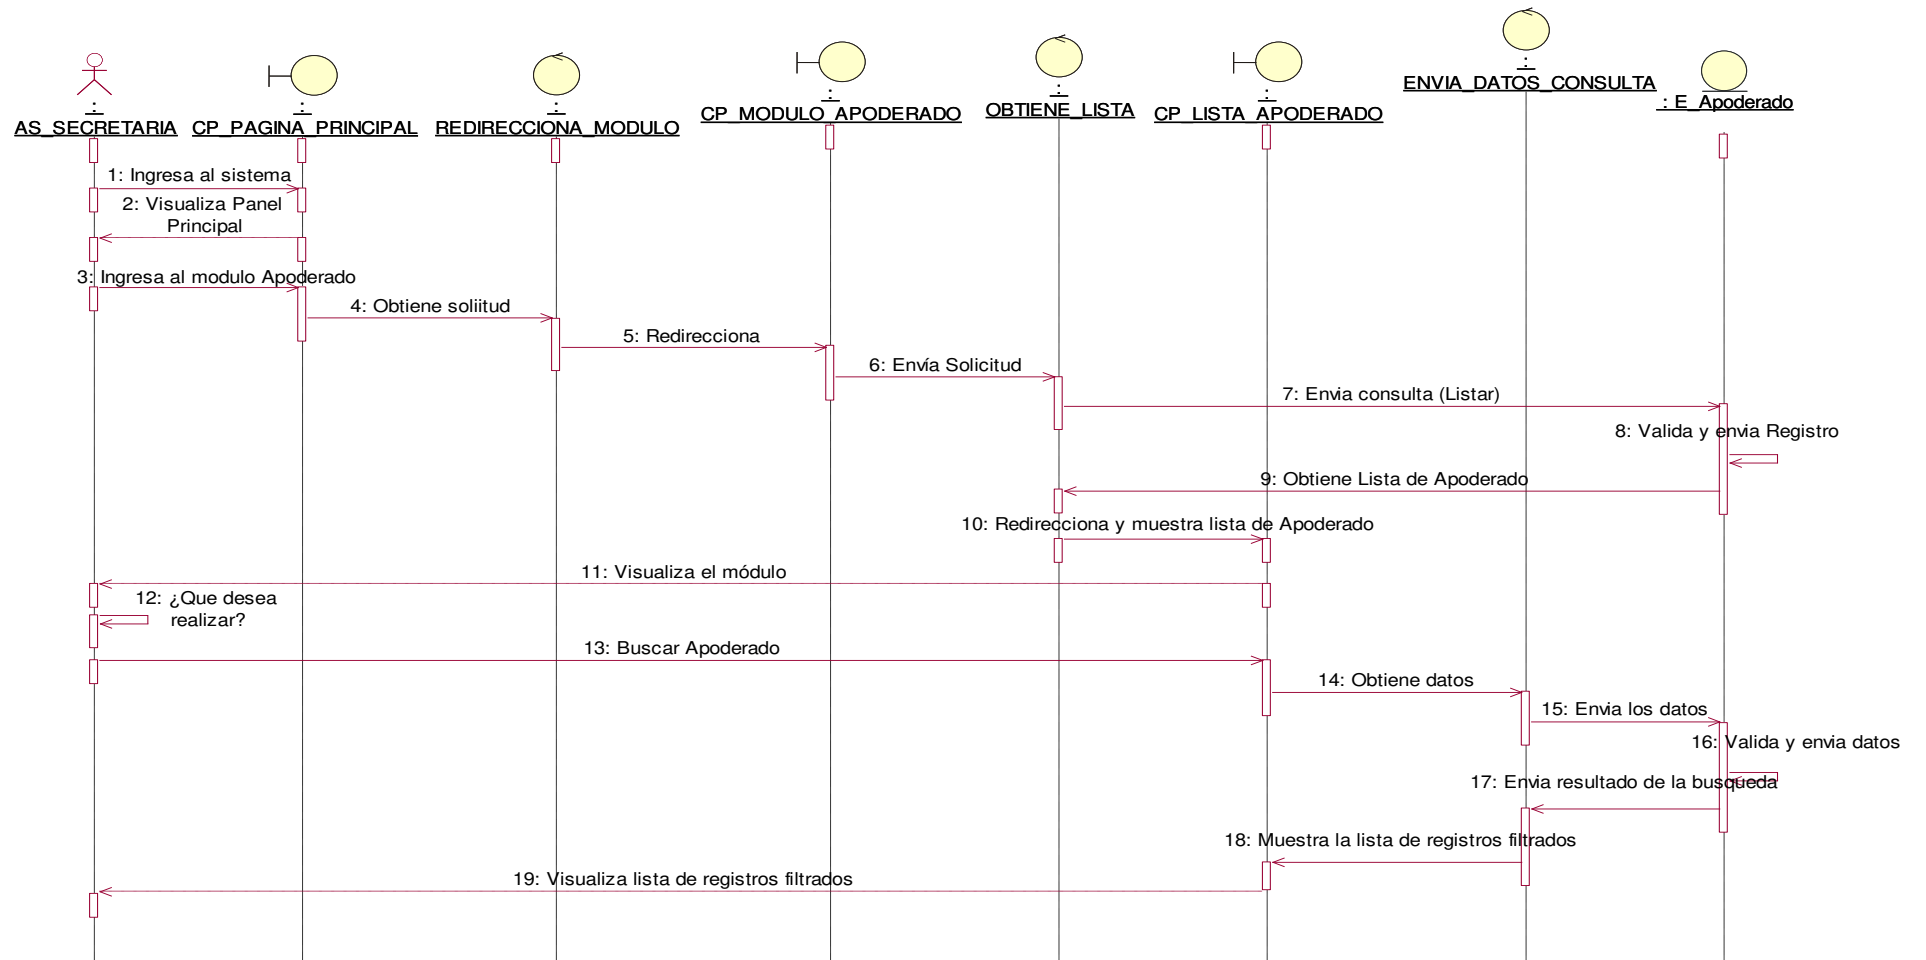 :
AS_SECRETARIA
:
CP_PAGINA_PRINCIPAL
:
REDIRECCIONA_MODULO
:
CP_MODULO_APODERADO
:
OBTIENE_LISTA
:
CP_LISTA_APODERADO
:
ENVIA_DATOS_CONSULTA
: E_Apoderado
1: Ingresa al sistema
2: Visualiza Panel
Principal
3: Ingresa al modulo Apoderado
4: Obtiene soliitud
5: Redirecciona
6: Envía Solicitud
7: Envia consulta (Listar)
8: Valida y envia Registro
9: Obtiene Lista de Apoderado
10: Redirecciona y muestra lista de Apoderado
11: Visualiza el módulo
12: ¿Que desea
realizar?
13: Buscar Apoderado
14: Obtiene datos
15: Envia los datos
16: Valida y envia datos
17: Envia resultado de la busqueda
18: Muestra la lista de registros filtrados
19: Visualiza lista de registros filtrados